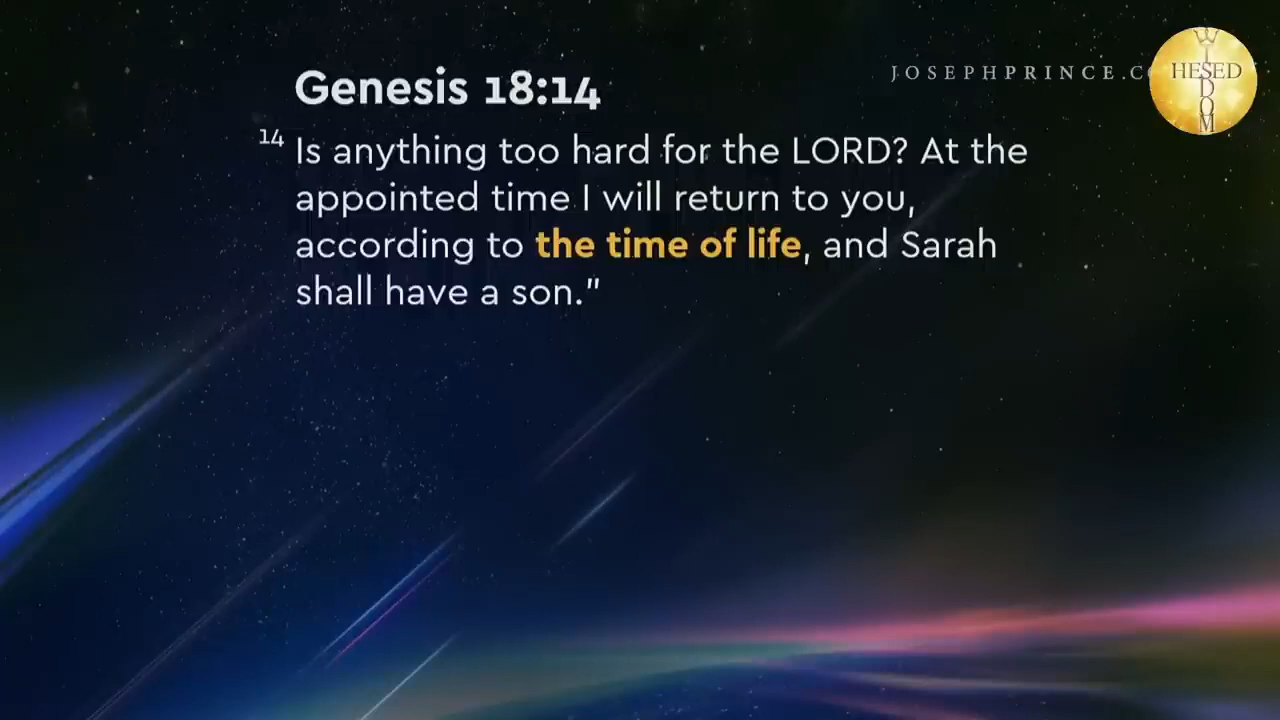 JOSEPHPRINCE.C
WISDOM
HESED
Genesis 18:14
14 Is anything too hard for the LORD? At the
appointed time I will return to you,
according to the time of life, and Sarah
shall have a son."